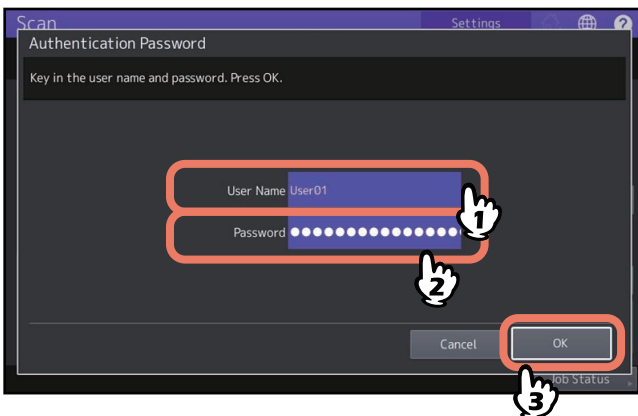 Scan
Settings
Authentication Password
Key in the user name and password. Press OK.
User Name User01
1
Password ●●●●●●●●●●●●●●●
2
Cancel
OK
Job Status
3